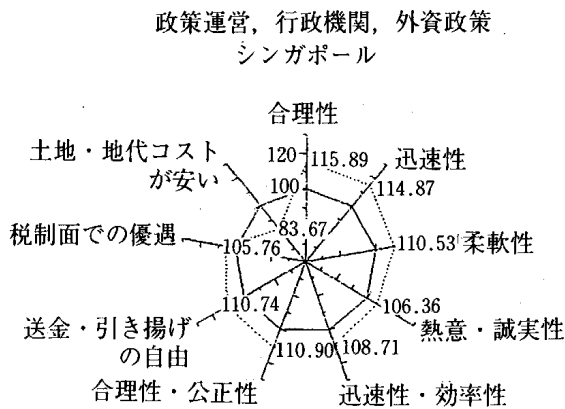 政策運営，行政機関，外資政策
シンガポール
合理性
土地・地代コスト
が安い
120
115.89
迅速性
100
114.87
税制面での優遇
83.67
105.76
110.53
柔軟性
110.74
106.36
送金・引き揚げ
の自由
熱意・誠実性
110.90
108.71
合理性・公正性
迅速性・効率性